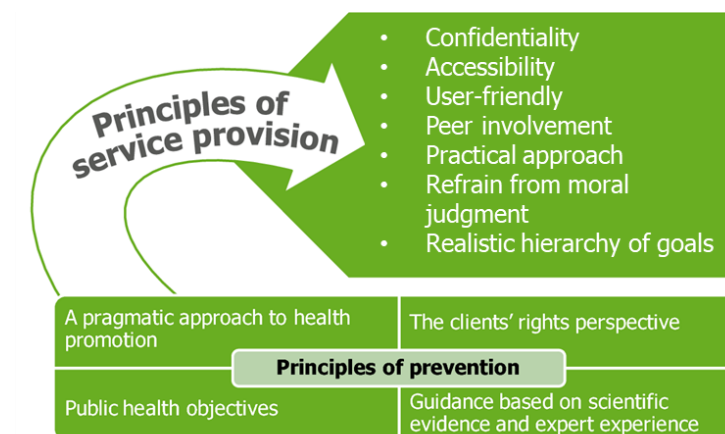 Principles of
service provision
• Confidentiality
• Accessibility
• User-friendly
• Peer involvement
• Practical approach
• Refrain from moral
judgment
• Realistic hierarchy of goals
A pragmatic approach to health
promotion
The clients’ rights perspective
Principles of prevention
Public health objectives
Guidance based on scientific
evidence and expert experience